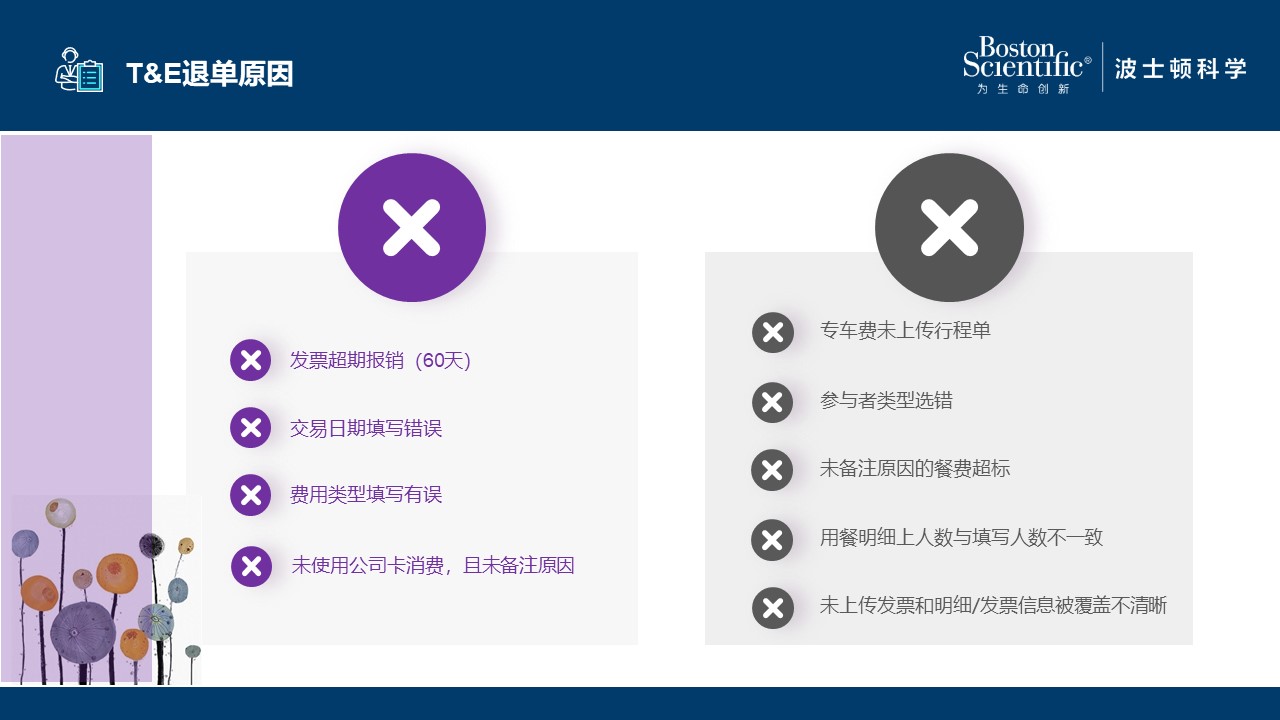 T&E退单原因
Boston
Scientific®
为生命创新
波士顿科学
发票超期报销（60天）
交易日期填写错误
费用类型填写有误
未使用公司卡消费，且未备注原因
专车费未上传行程单
参与者类型选错
未备注原因的餐费超标
用餐明细上人数与填写人数不一致
未上传发票和明细/发票信息被覆盖不清晰